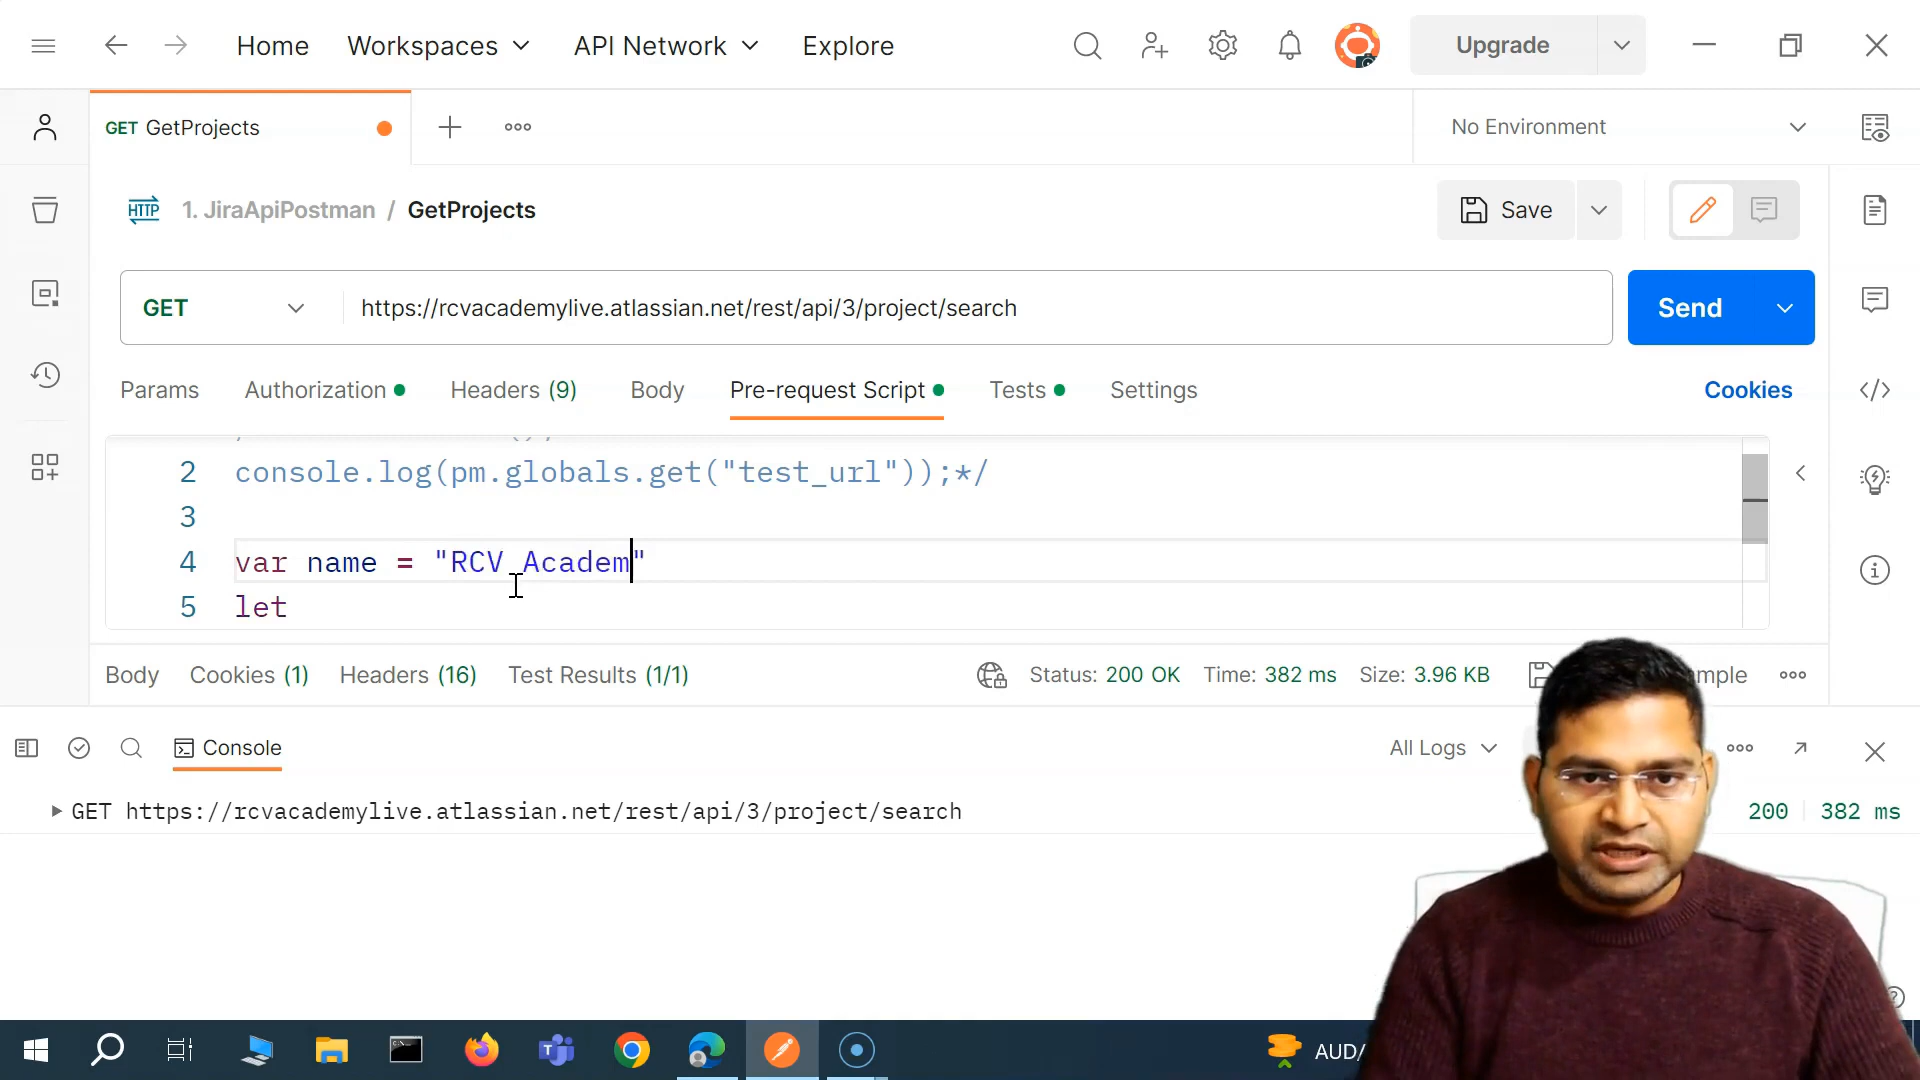 Home Workspaces API Network Explore Upgrade
GET GetProjects No Environment
HTTP 1. JiraApiPostman / GetProjects Save
GET https://rcvacademylive.atlassian.net/rest/api/3/project/search Send
Params Authorization Headers (9) Body Pre-request Script Tests Settings Cookies
2 console.log(pm.globals.get("test_url"));*/
3
4 var name = "RCV Academ"
5 let
Body Cookies (1) Headers (16) Test Results (1/1) Status: 200 OK Time: 382 ms Size: 3.96 KB mple
Console All Logs
GET https://rcvacademylive.atlassian.net/rest/api/3/project/search 200 382 ms
AUD/